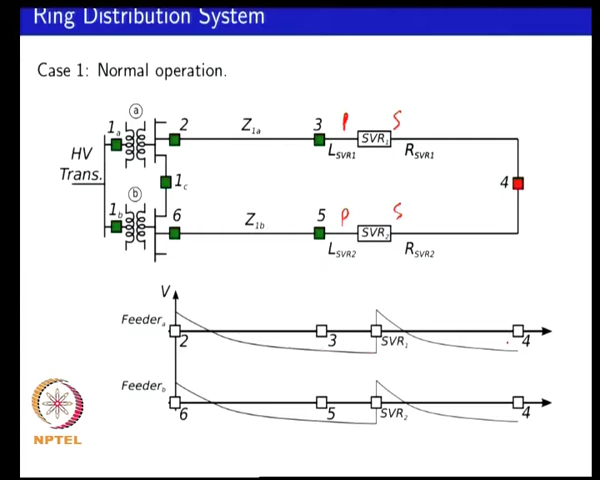 Ring Distribution System
Case 1: Normal operation.
a
1a 2 Z1a 3 P SVR1 S
LSVR1 RSVR1
HV
Trans.
1c 4
b
1b 6 Z1b 5 P SVR2 S
LSVR2 RSVR2
V
Feedera
2 3 SVR1 4
Feederb
6 5 SVR2 4
NPTEL